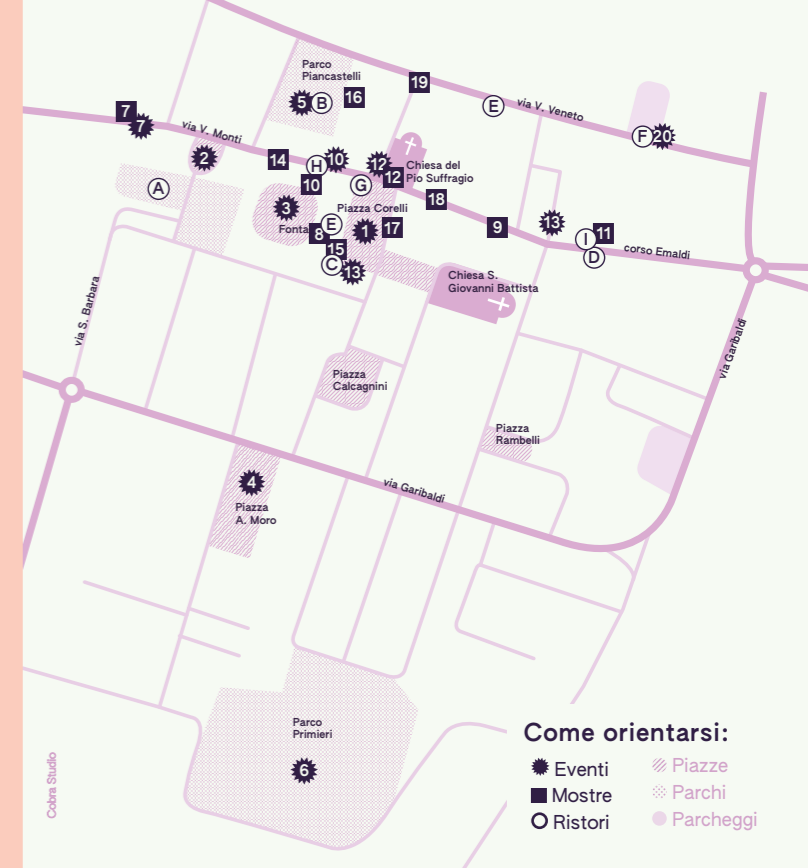 Parco
Piancastelli
19
5
B
16
E
via V. Veneto
7
7
via V. Monti
F
20
2
14
H
10
12
Chiesa del
Pio Suffragio
A
10
G
12
18
3
Piazza Corelli
Fonta
8
E
1
17
9
13
I
11
15
D
corso Emaldi
C
13
Chiesa S.
Giovanni Battista
via S. Barbara
via Garibaldi
Piazza
Calcagnini
Piazza
Rambelli
4
via Garibaldi
Piazza
A. Moro
Parco
Primieri
6
Cobra Studio
Come orientarsi:
Eventi
Mostre
Ristori
Piazze
Parchi
Parcheggi